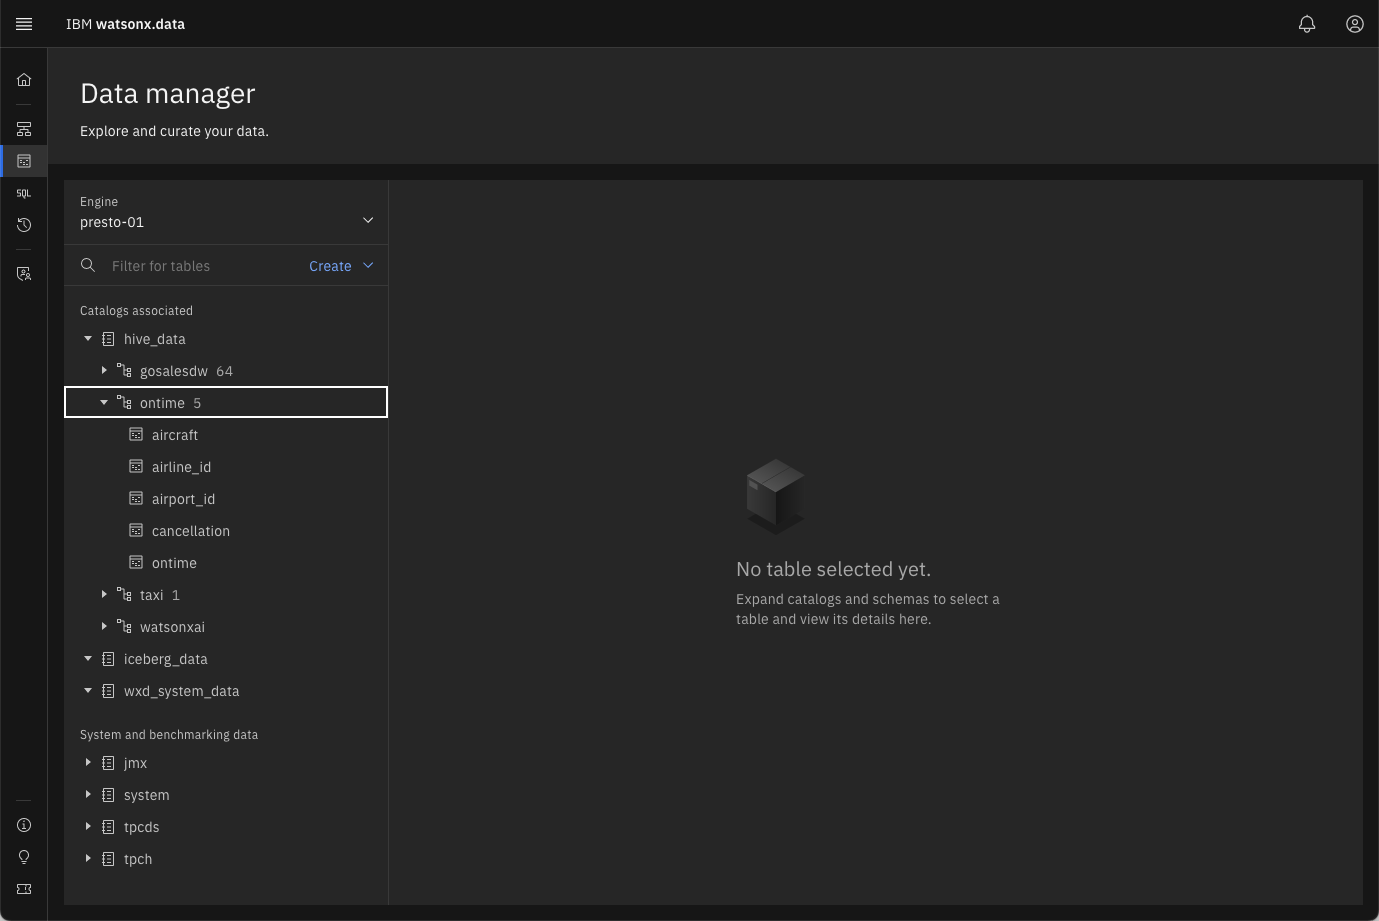 IBM watsonx.data
Data manager
Explore and curate your data.
SQL
Engine
presto-01
Filter for tables
Create
Catalogs associated
hive_data
gosalesdw 64
ontime 5
aircraft
airline_id
airport_id
cancellation
ontime
taxi 1
watsonxai
iceberg_data
wxd_system_data
System and benchmarking data
jmx
system
tpcds
tpch
No table selected yet.
Expand catalogs and schemas to select a
table and view its details here.